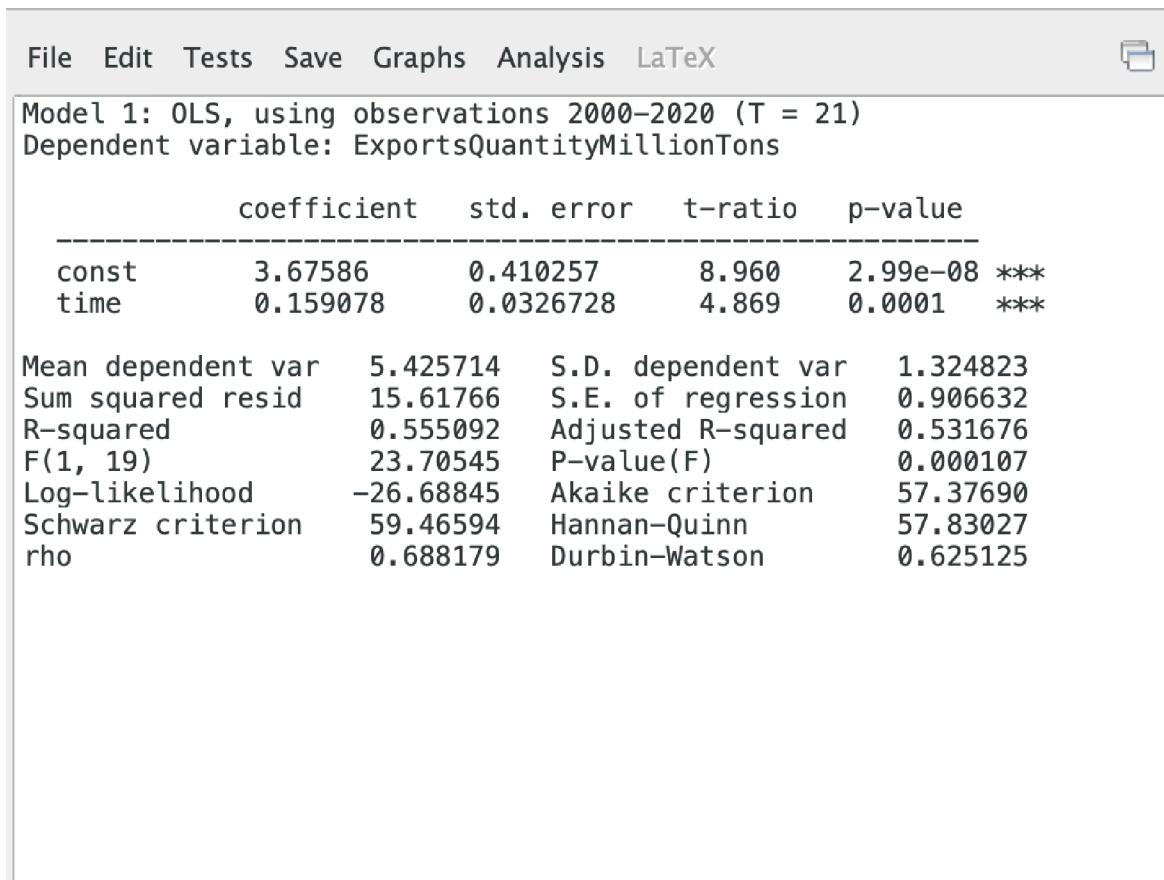 File Edit Tests Save Graphs Analysis LaTeX
Model 1: OLS, using observations 2000-2020 (T = 21)
Dependent variable: ExportsQuantityMillionTons
coefficient std. error t-ratio p-value
const 3.67586 0.410257 8.960 2.99e-08 ***
time 0.159078 0.0326728 4.869 0.0001 ***
Mean dependent var 5.425714 S.D. dependent var 1.324823
Sum squared resid 15.61766 S.E. of regression 0.906632
R-squared 0.555092 Adjusted R-squared 0.531676
F(1, 19) 23.70545 P-value(F) 0.000107
Log-likelihood -26.68845 Akaike criterion 57.37690
Schwarz criterion 59.46594 Hannan-Quinn 57.83027
rho 0.688179 Durbin-Watson 0.625125